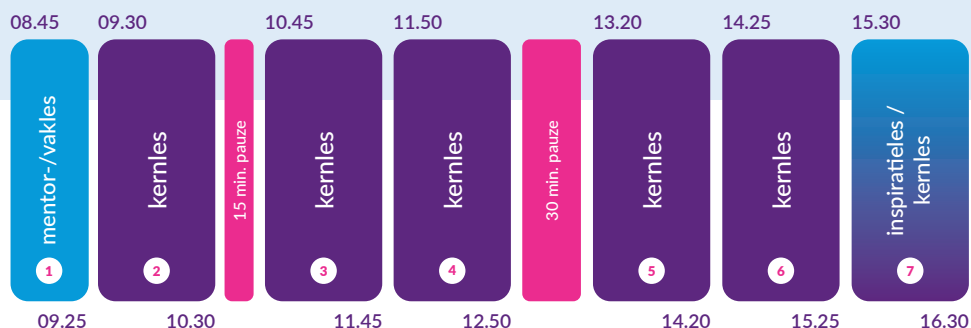 08.45 09.30 10.45 11.50 13.20 14.25 15.30
mentor-/vakles
1
kernles
2
15 min. pauze
kernles
3
kernles
4
30 min. pauze
kernles
5
kernles
6
inspiratieles /
kernles
7
09.25 10.30 11.45 12.50 14.20 15.25 16.30